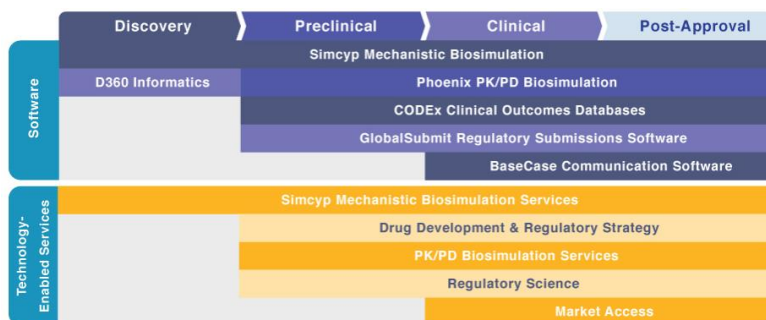 Discovery
Preclinical
Clinical
Post-Approval
Software
Simcyp Mechanistic Biosimulation
D360 Informatics
Phoenix PK/PD Biosimulation
CODEx Clinical Outcomes Databases
GlobalSubmit Regulatory Submissions Software
BaseCase Communication Software
Technology-
Enabled Services
Simcyp Mechanistic Biosimulation Services
Drug Development & Regulatory Strategy
PK/PD Biosimulation Services
Regulatory Science
Market Access